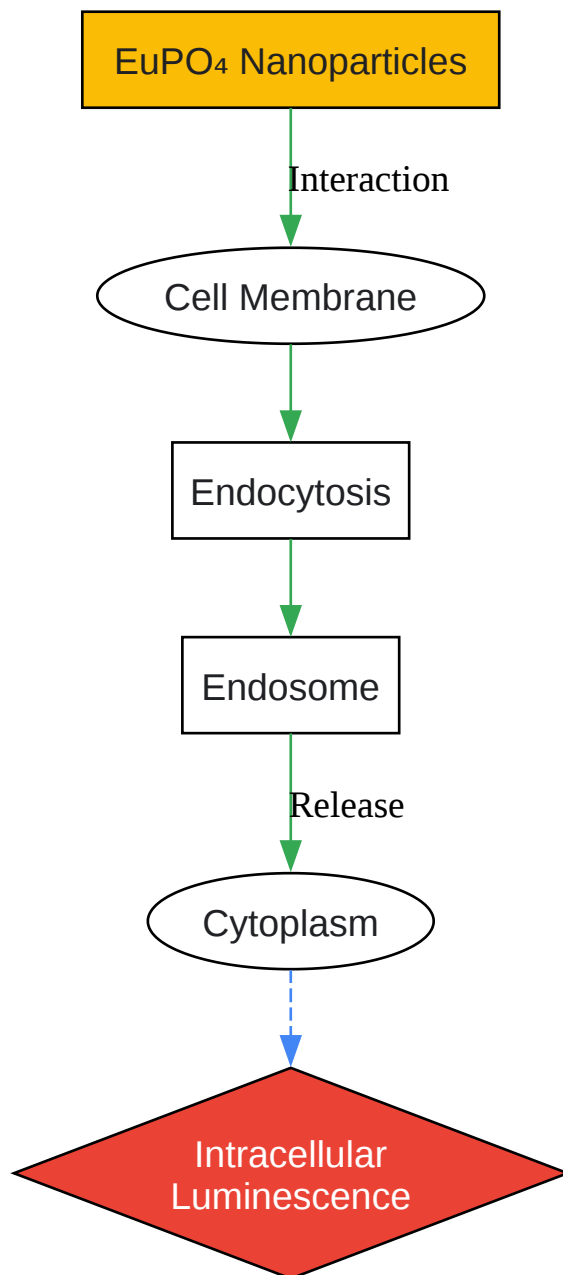 EuPO₄ Nanoparticles
Interaction
Cell Membrane
Endocytosis
Endosome
Release
Cytoplasm
Intracellular
Luminescence